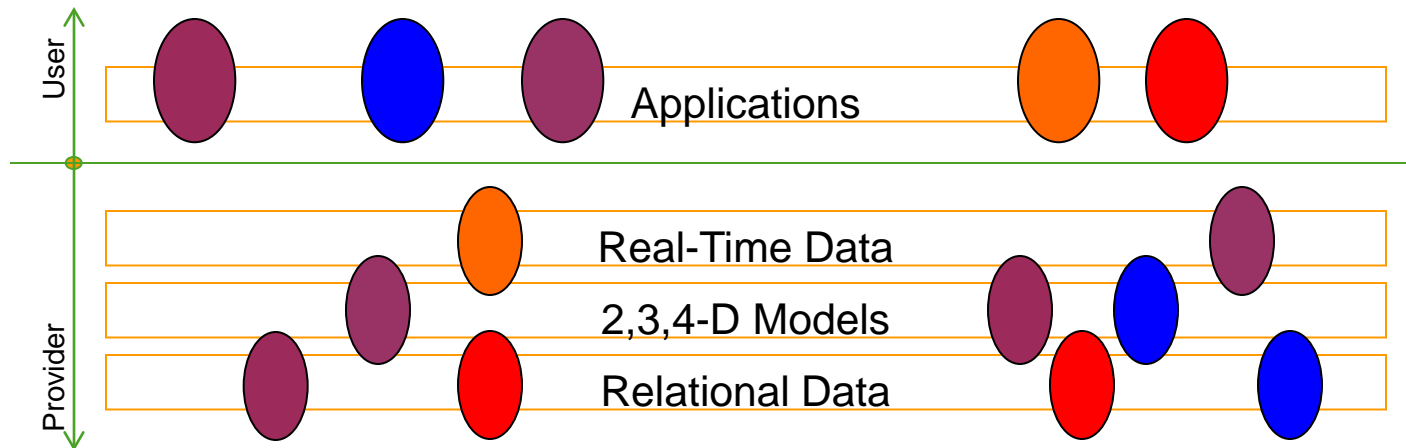 User
Applications
Real-Time Data
2,3,4-D Models
Provider
Relational Data